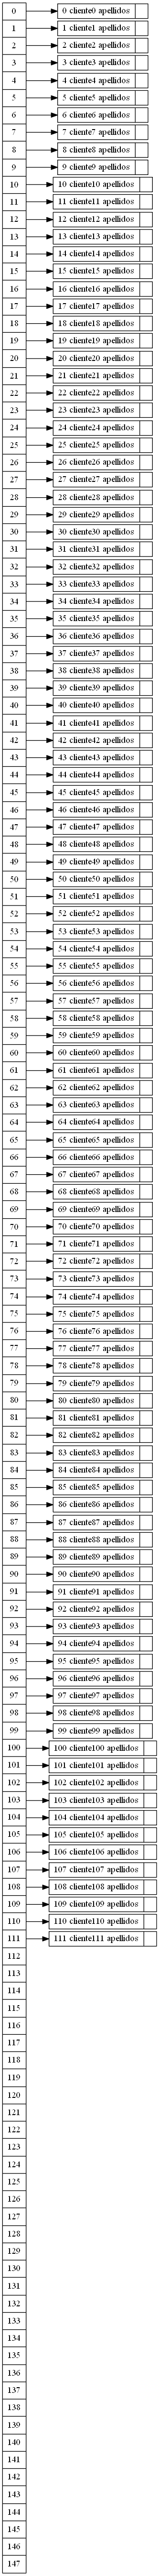 0 0 cliente0 apellidos
1 1 cliente1 apellidos
2 2 cliente2 apellidos
3 3 cliente3 apellidos
4 4 cliente4 apellidos
5 5 cliente5 apellidos
6 6 cliente6 apellidos
7 7 cliente7 apellidos
8 8 cliente8 apellidos
9 9 cliente9 apellidos
10 10 cliente10 apellidos
11 11 cliente11 apellidos
12 12 cliente12 apellidos
13 13 cliente13 apellidos
14 14 cliente14 apellidos
15 15 cliente15 apellidos
16 16 cliente16 apellidos
17 17 cliente17 apellidos
18 18 cliente18 apellidos
19 19 cliente19 apellidos
20 20 cliente20 apellidos
21 21 cliente21 apellidos
22 22 cliente22 apellidos
23 23 cliente23 apellidos
24 24 cliente24 apellidos
25 25 cliente25 apellidos
26 26 cliente26 apellidos
27 27 cliente27 apellidos
28 28 cliente28 apellidos
29 29 cliente29 apellidos
30 30 cliente30 apellidos
31 31 cliente31 apellidos
32 32 cliente32 apellidos
33 33 cliente33 apellidos
34 34 cliente34 apellidos
35 35 cliente35 apellidos
36 36 cliente36 apellidos
37 37 cliente37 apellidos
38 38 cliente38 apellidos
39 39 cliente39 apellidos
40 40 cliente40 apellidos
41 41 cliente41 apellidos
42 42 cliente42 apellidos
43 43 cliente43 apellidos
44 44 cliente44 apellidos
45 45 cliente45 apellidos
46 46 cliente46 apellidos
47 47 cliente47 apellidos
48 48 cliente48 apellidos
49 49 cliente49 apellidos
50 50 cliente50 apellidos
51 51 cliente51 apellidos
52 52 cliente52 apellidos
53 53 cliente53 apellidos
54 54 cliente54 apellidos
55 55 cliente55 apellidos
56 56 cliente56 apellidos
57 57 cliente57 apellidos
58 58 cliente58 apellidos
59 59 cliente59 apellidos
60 60 cliente60 apellidos
61 61 cliente61 apellidos
62 62 cliente62 apellidos
63 63 cliente63 apellidos
64 64 cliente64 apellidos
65 65 cliente65 apellidos
66 66 cliente66 apellidos
67 67 cliente67 apellidos
68 68 cliente68 apellidos
69 69 cliente69 apellidos
70 70 cliente70 apellidos
71 71 cliente71 apellidos
72 72 cliente72 apellidos
73 73 cliente73 apellidos
74 74 cliente74 apellidos
75 75 cliente75 apellidos
76 76 cliente76 apellidos
77 77 cliente77 apellidos
78 78 cliente78 apellidos
79 79 cliente79 apellidos
80 80 cliente80 apellidos
81 81 cliente81 apellidos
82 82 cliente82 apellidos
83 83 cliente83 apellidos
84 84 cliente84 apellidos
85 85 cliente85 apellidos
86 86 cliente86 apellidos
87 87 cliente87 apellidos
88 88 cliente88 apellidos
89 89 cliente89 apellidos
90 90 cliente90 apellidos
91 91 cliente91 apellidos
92 92 cliente92 apellidos
93 93 cliente93 apellidos
94 94 cliente94 apellidos
95 95 cliente95 apellidos
96 96 cliente96 apellidos
97 97 cliente97 apellidos
98 98 cliente98 apellidos
99 99 cliente99 apellidos
100 100 cliente100 apellidos
101 101 cliente101 apellidos
102 102 cliente102 apellidos
103 103 cliente103 apellidos
104 104 cliente104 apellidos
105 105 cliente105 apellidos
106 106 cliente106 apellidos
107 107 cliente107 apellidos
108 108 cliente108 apellidos
109 109 cliente109 apellidos
110 110 cliente110 apellidos
111 111 cliente111 apellidos
112
113
114
115
116
117
118
119
120
121
122
123
124
125
126
127
128
129
130
131
132
133
134
135
136
137
138
139
140
141
142
143
144
145
146
147